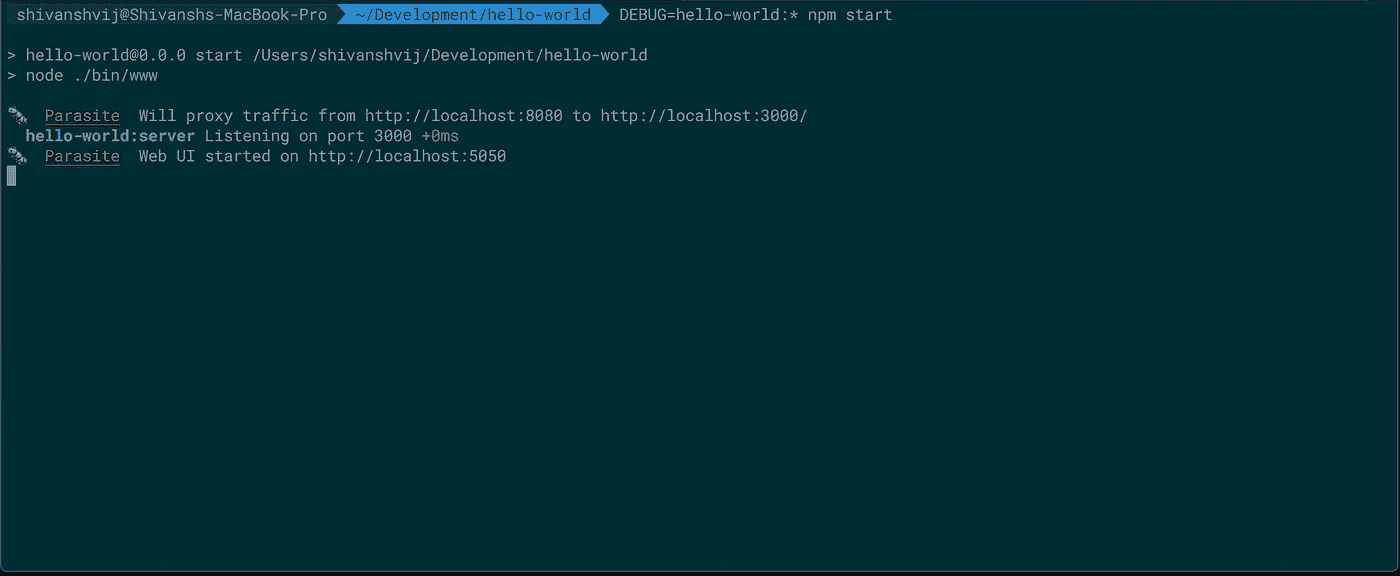 shivanshvij@Shivanshs-MacBook-Pro ~/Development/hello-world DEBUG=hello-world:* npm start
> hello-world@0.0.0 start /Users/shivanshvij/Development/hello-world
> node ./bin/www
Parasite Will proxy traffic from http://localhost:8080 to http://localhost:3000/
hello-world:server Listening on port 3000 +0ms
Parasite Web UI started on http://localhost:5050